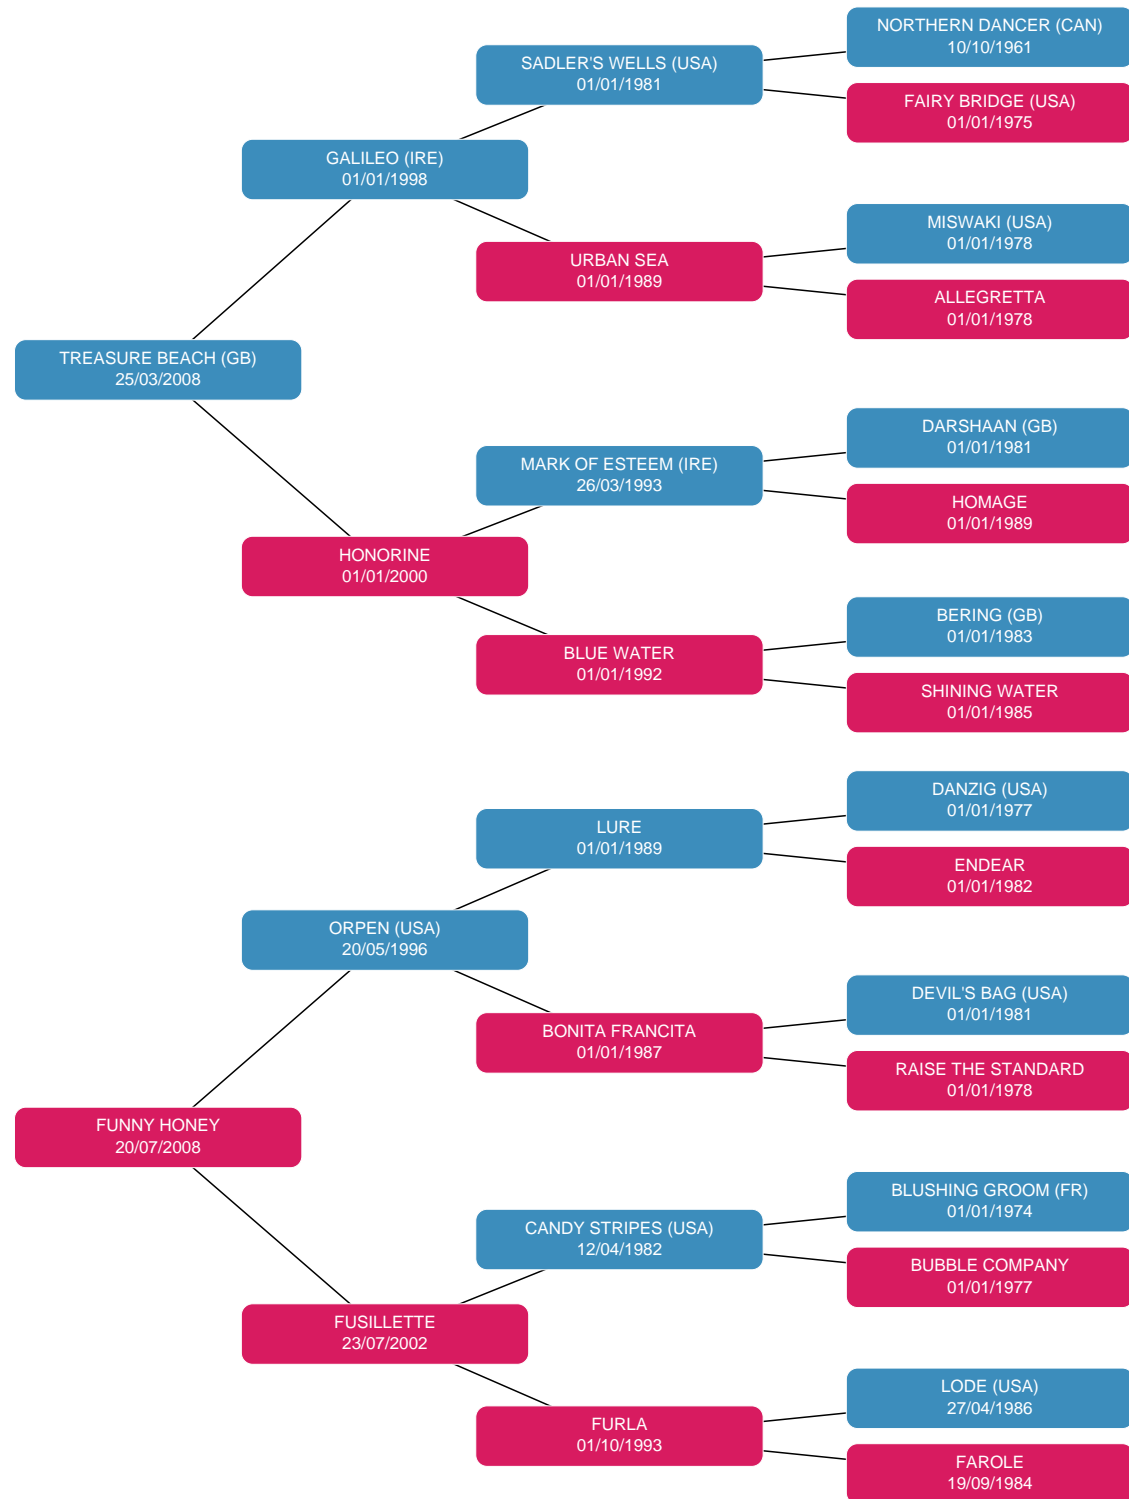 NORTHERN DANCER (CAN)
10/10/1961
SADLER'S WELLS (USA)
01/01/1981
FAIRY BRIDGE (USA)
01/01/1975
GALILEO (IRE)
01/01/1998
MISWAKI (USA)
01/01/1978
URBAN SEA
01/01/1989
ALLEGRETTA
01/01/1978
TREASURE BEACH (GB)
25/03/2008
DARSHAAN (GB)
01/01/1981
MARK OF ESTEEM (IRE)
26/03/1993
HOMAGE
01/01/1989
HONORINE
01/01/2000
BERING (GB)
01/01/1983
BLUE WATER
01/01/1992
SHINING WATER
01/01/1985
DANZIG (USA)
01/01/1977
LURE
01/01/1989
ENDEAR
01/01/1982
ORPEN (USA)
20/05/1996
DEVIL'S BAG (USA)
01/01/1981
BONITA FRANCITA
01/01/1987
RAISE THE STANDARD
01/01/1978
FUNNY HONEY
20/07/2008
BLUSHING GROOM (FR)
01/01/1974
CANDY STRIPES (USA)
12/04/1982
BUBBLE COMPANY
01/01/1977
FUSILLETTE
23/07/2002
LODE (USA)
27/04/1986
FURLA
01/10/1993
FAROLE
19/09/1984